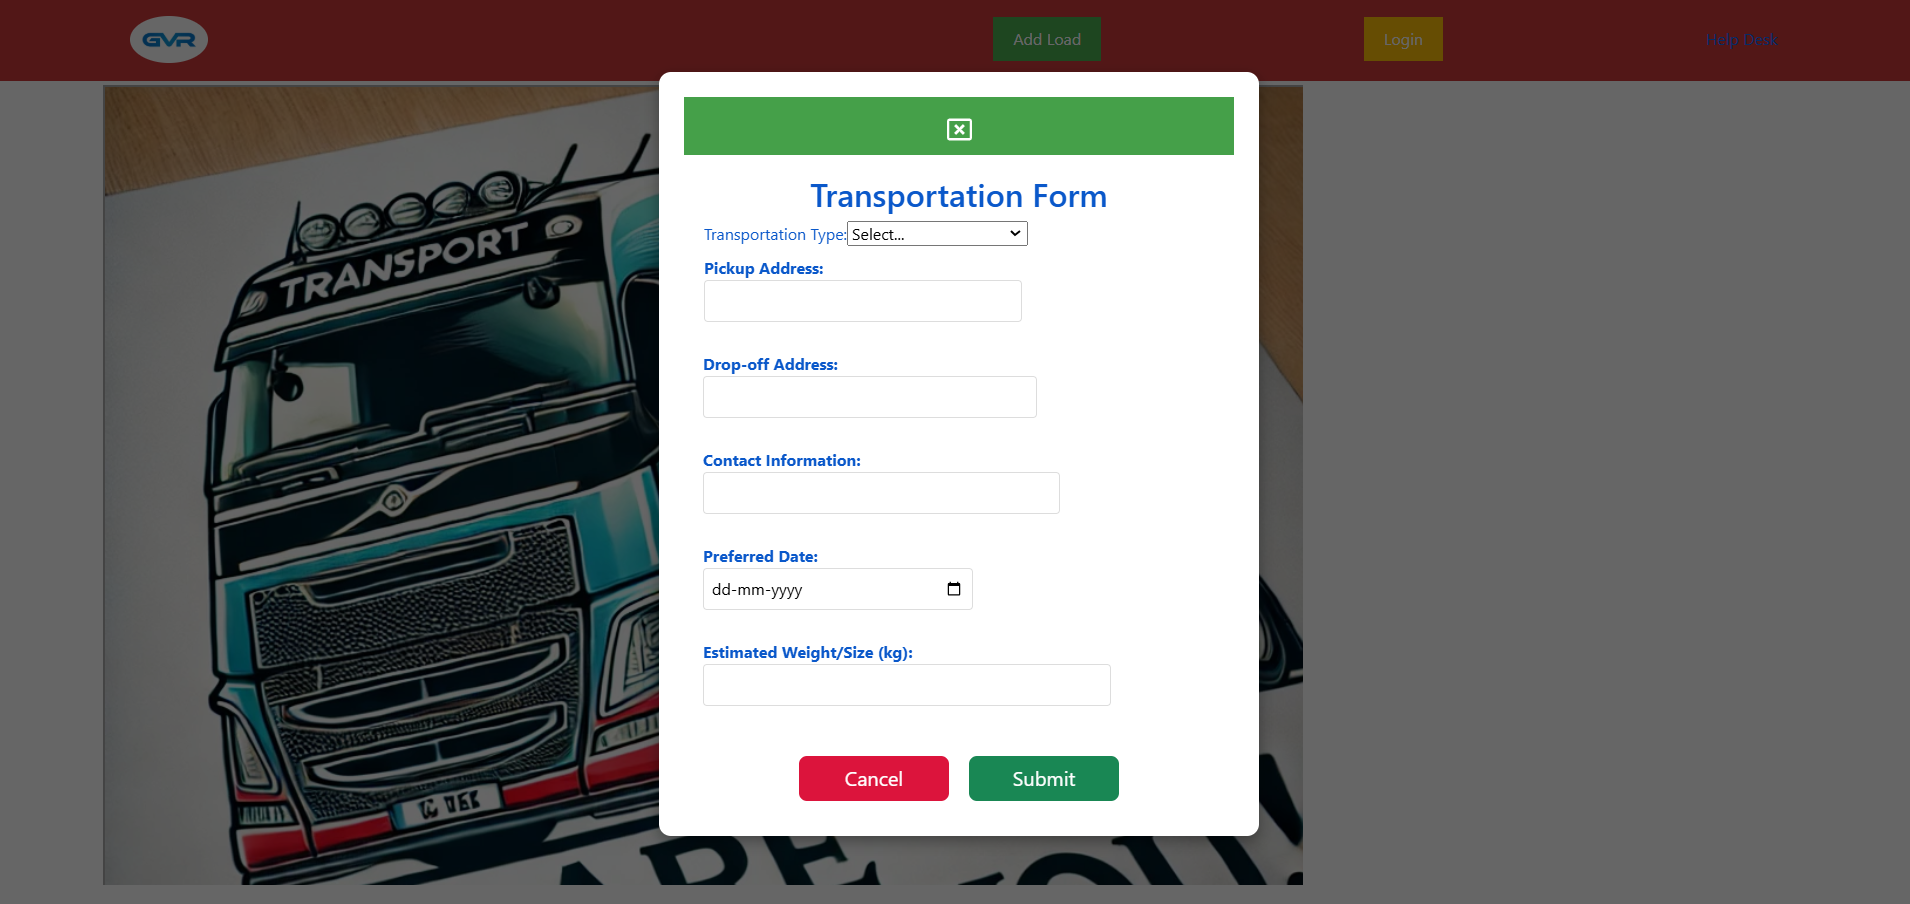 GVR
Add Load
Login
Help Desk
TRANSPORT
Transportation Form
Transportation Type: Select...
Pickup Address:
Drop-off Address:
Contact Information:
Preferred Date:
dd-mm-yyyy
Estimated Weight/Size (kg):
Cancel
Submit